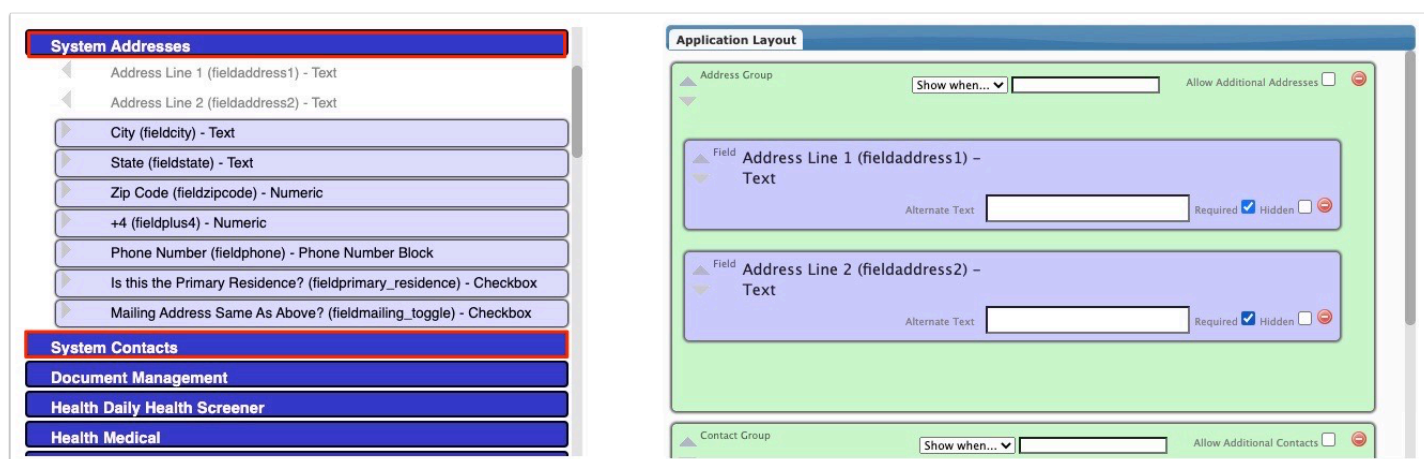 System Addresses
Address Line 1 (fieldaddress1) - Text
Address Line 2 (fieldaddress2) - Text
City (fieldcity) - Text
State (fieldstate) - Text
Zip Code (fieldzipcode) - Numeric
+4 (fieldplus4) - Numeric
Phone Number (fieldphone) - Phone Number Block
Is this the Primary Residence? (fieldprimary_residence) - Checkbox
Mailing Address Same As Above? (fieldmailing_toggle) - Checkbox
System Contacts
Document Management
Health Daily Health Screener
Health Medical
Application Layout
Address Group
Show when...
Allow Additional Addresses
Field
Address Line 1 (fieldaddress1) –
Text
Alternate Text
Required
Hidden
Field
Address Line 2 (fieldaddress2) –
Text
Alternate Text
Required
Hidden
Contact Group
Show when...
Allow Additional Contacts